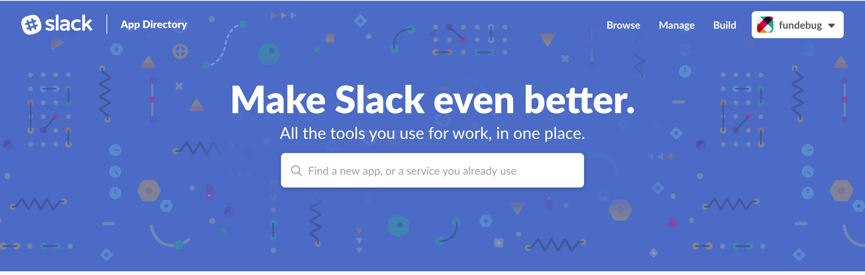 slack App Directory Browse Manage Build fundebug
Make Slack even better.
All the tools you use for work, in one place.
Find a new app, or a service you already use